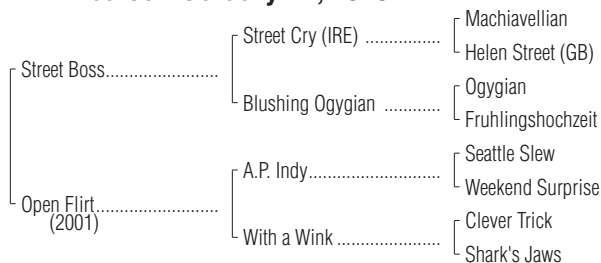 Street Boss
Open Flirt
(2001)
Street Cry (IRE)
Blushing Ogygian
A.P. Indy
With a Wink
Machiavellian
Helen Street (GB)
Ogygian
Fruhlingshochzeit
Seattle Slew
Weekend Surprise
Clever Trick
Shark's Jaws